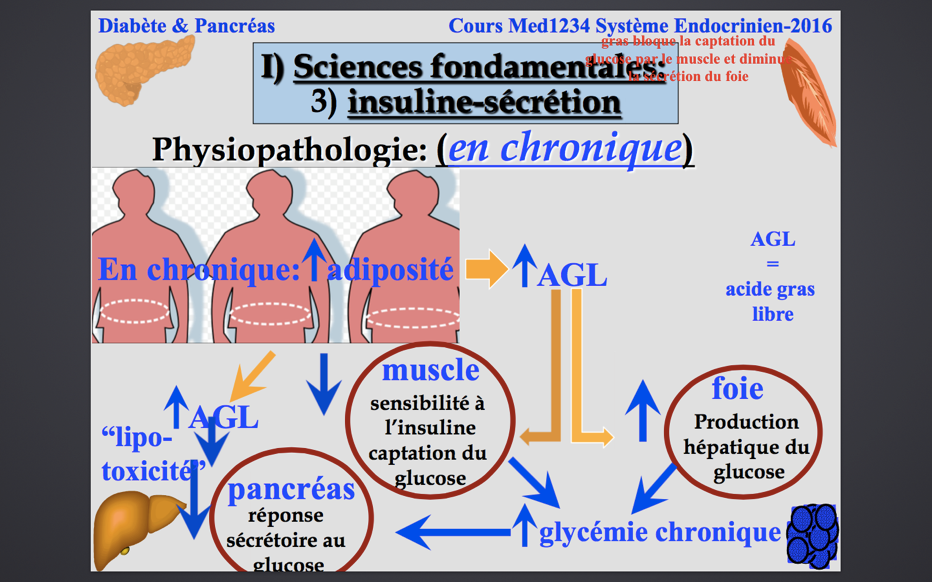 Diabète & Pancréas
Cours Med1234 Système Endocrinien-2016
gras bloque la captation du
glucose par le muscle et diminue
la sécrétion du foie
I) Sciences fondamentales:
3) insuline-sécrétion
Physiopathologie: (en chronique)
En chronique: adiposité
AGL
AGL
=
acide gras
libre
muscle
sensibilité à
l’insuline
captation du
glucose
foie
Production
hépatique du
glucose
AGL
“lipo-
toxicité”
pancréas
réponse
sécrétoire au
glucose
glycémie chronique